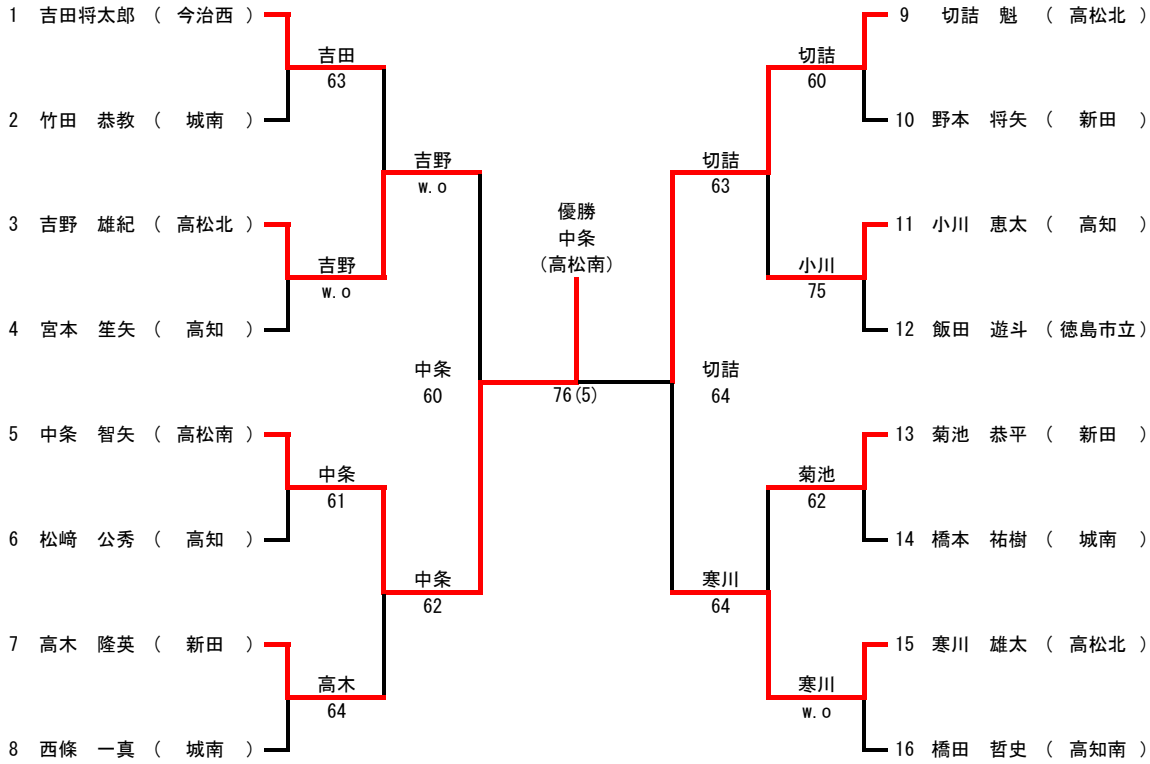 1 吉田将太郎 ( 今治西 )
吉田
63
2 竹田 恭教 ( 城南 )
吉野
w.o
3 吉野 雄紀 ( 高松北 )
吉野
w.o
4 宮本 笙矢 ( 高知 )
中条
60
5 中条 智矢 ( 高松南 )
中条
61
6 松﨑 公秀 ( 高知 )
中条
62
7 高木 隆英 ( 新田 )
高木
64
8 西條 一真 ( 城南 )
優勝
中条
(高松南)
76(5)
9 切詰 魁 ( 高松北 )
切詰
60
10 野本 将矢 ( 新田 )
切詰
63
11 小川 恵太 ( 高知 )
小川
75
12 飯田 遊斗 ( 徳島市立 )
切詰
64
13 菊池 恭平 ( 新田 )
菊池
62
14 橋本 祐樹 ( 城南 )
寒川
64
15 寒川 雄太 ( 高松北 )
寒川
w.o
16 橋田 哲史 ( 高知南 )